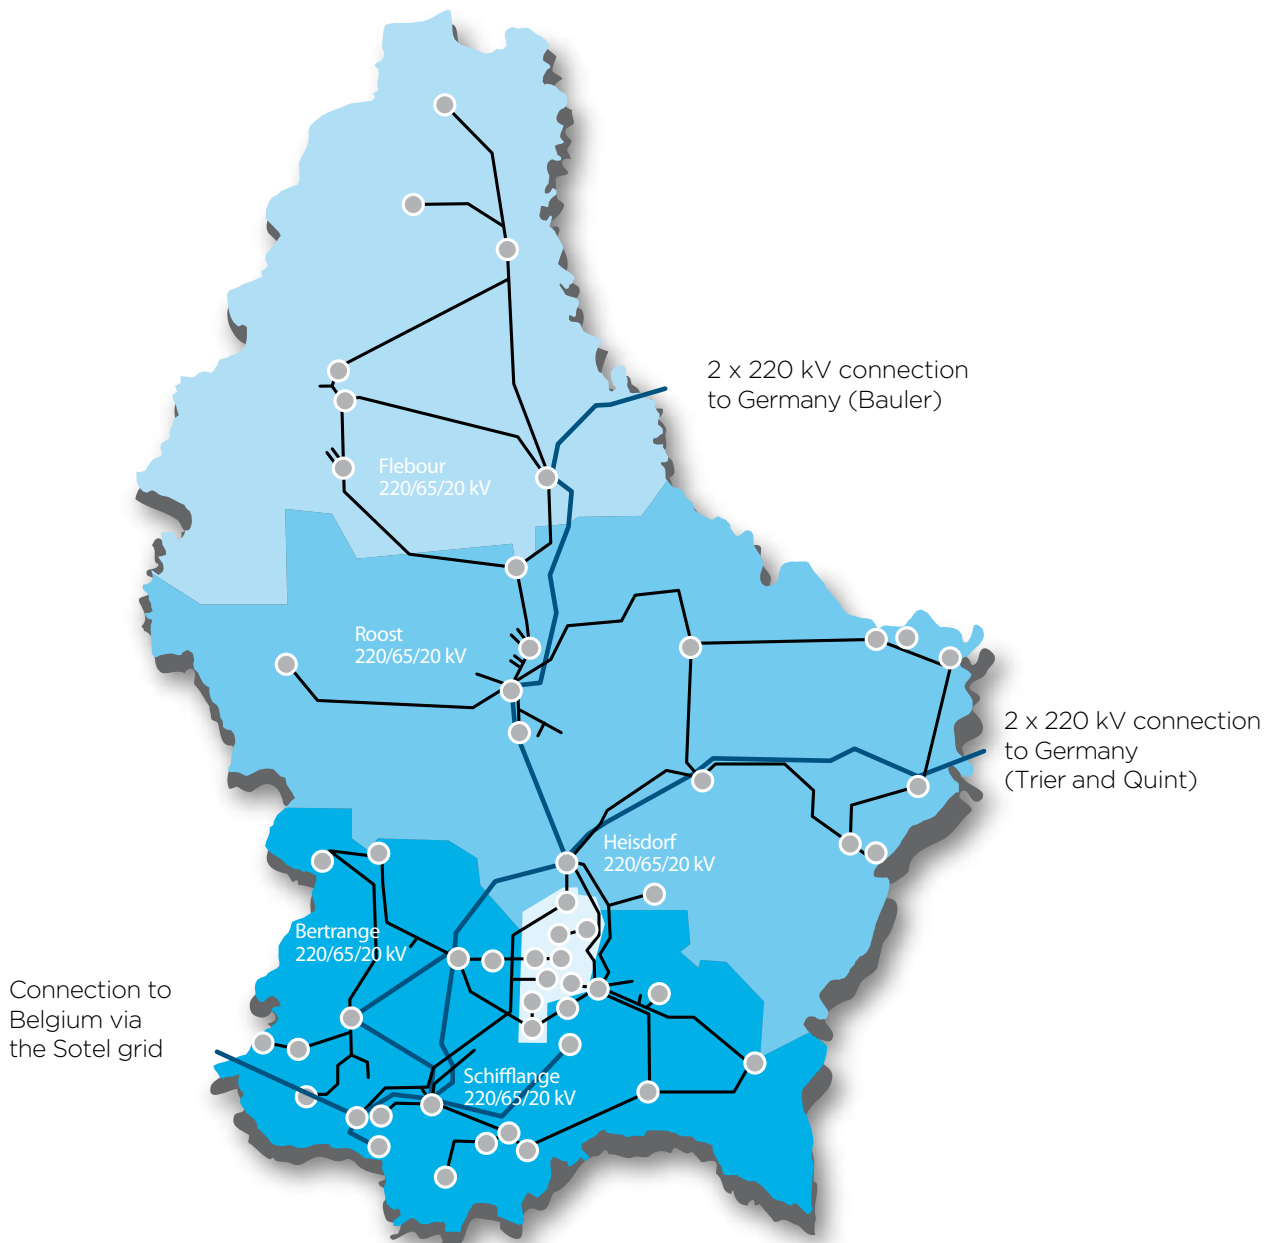 2 x 220 kV connection
to Germany (Bauler)
Flebour
220/65/20 kV
Roost
220/65/20 kV
2 x 220 kV connection
to Germany
(Trier and Quint)
Heisdorf
220/65/20 kV
Bertrange
220/65/20 kV
Connection to
Belgium via
the Sotel grid
Schifflange
220/65/20 kV